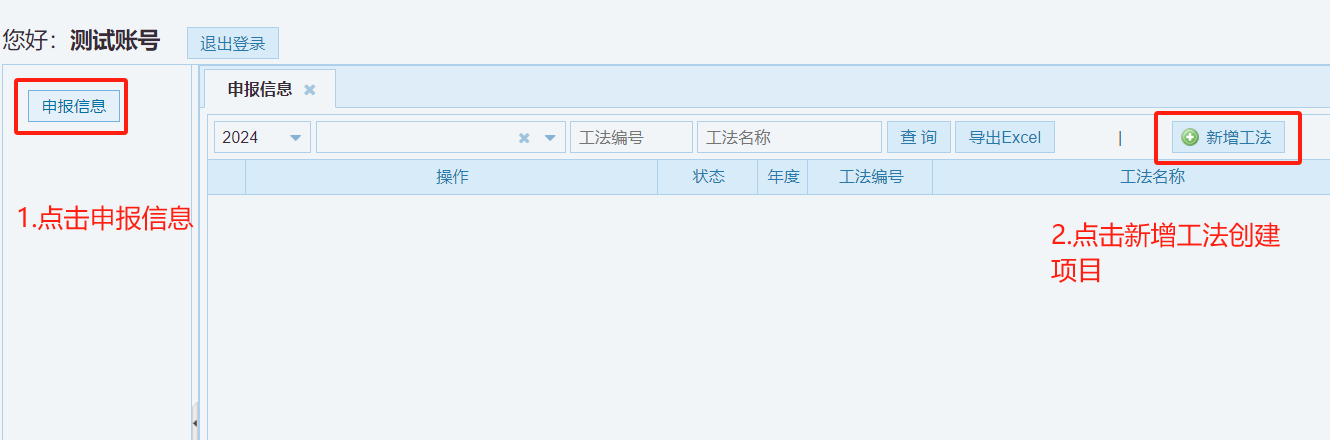 您好：测试账号 退出登录
申报信息 申报信息
2024 工法编号 工法名称 查 询 导出Excel | 新增工法
操作 状态 年度 工法编号 工法名称
1.点击申报信息
2.点击新增工法创建
项目